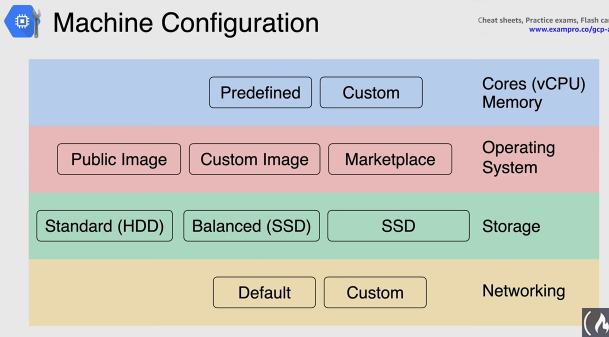 Machine Configuration
Cheat sheets, Practice exams, Flash
www.exampro.co/gcp-
Predefined
Custom
Cores (vCPU)
Memory
Public Image
Custom Image
Marketplace
Operating
System
Standard (HDD)
Balanced (SSD)
SSD
Storage
Default
Custom
Networking